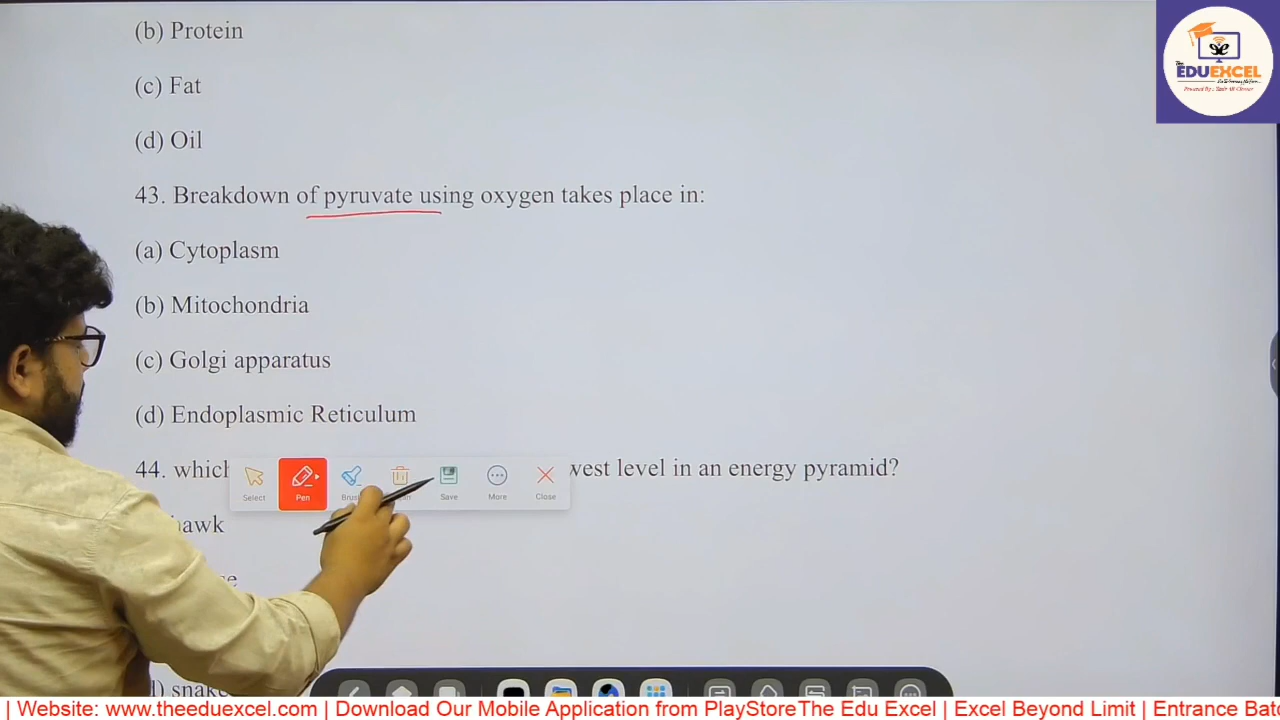 (b) Protein
(c) Fat
(d) Oil
43. Breakdown of pyruvate using oxygen takes place in:
(a) Cytoplasm
(b) Mitochondria
(c) Golgi apparatus
(d) Endoplasmic Reticulum
44. which west level in an energy pyramid?
Select
Pen
Save
More
Close
hawk
snake
The
EDUEXCEL
| Website: www.theeduexcel.com | Download Our Mobile Application from PlayStoreThe Edu Excel | Excel Beyond Limit | Entrance Bat